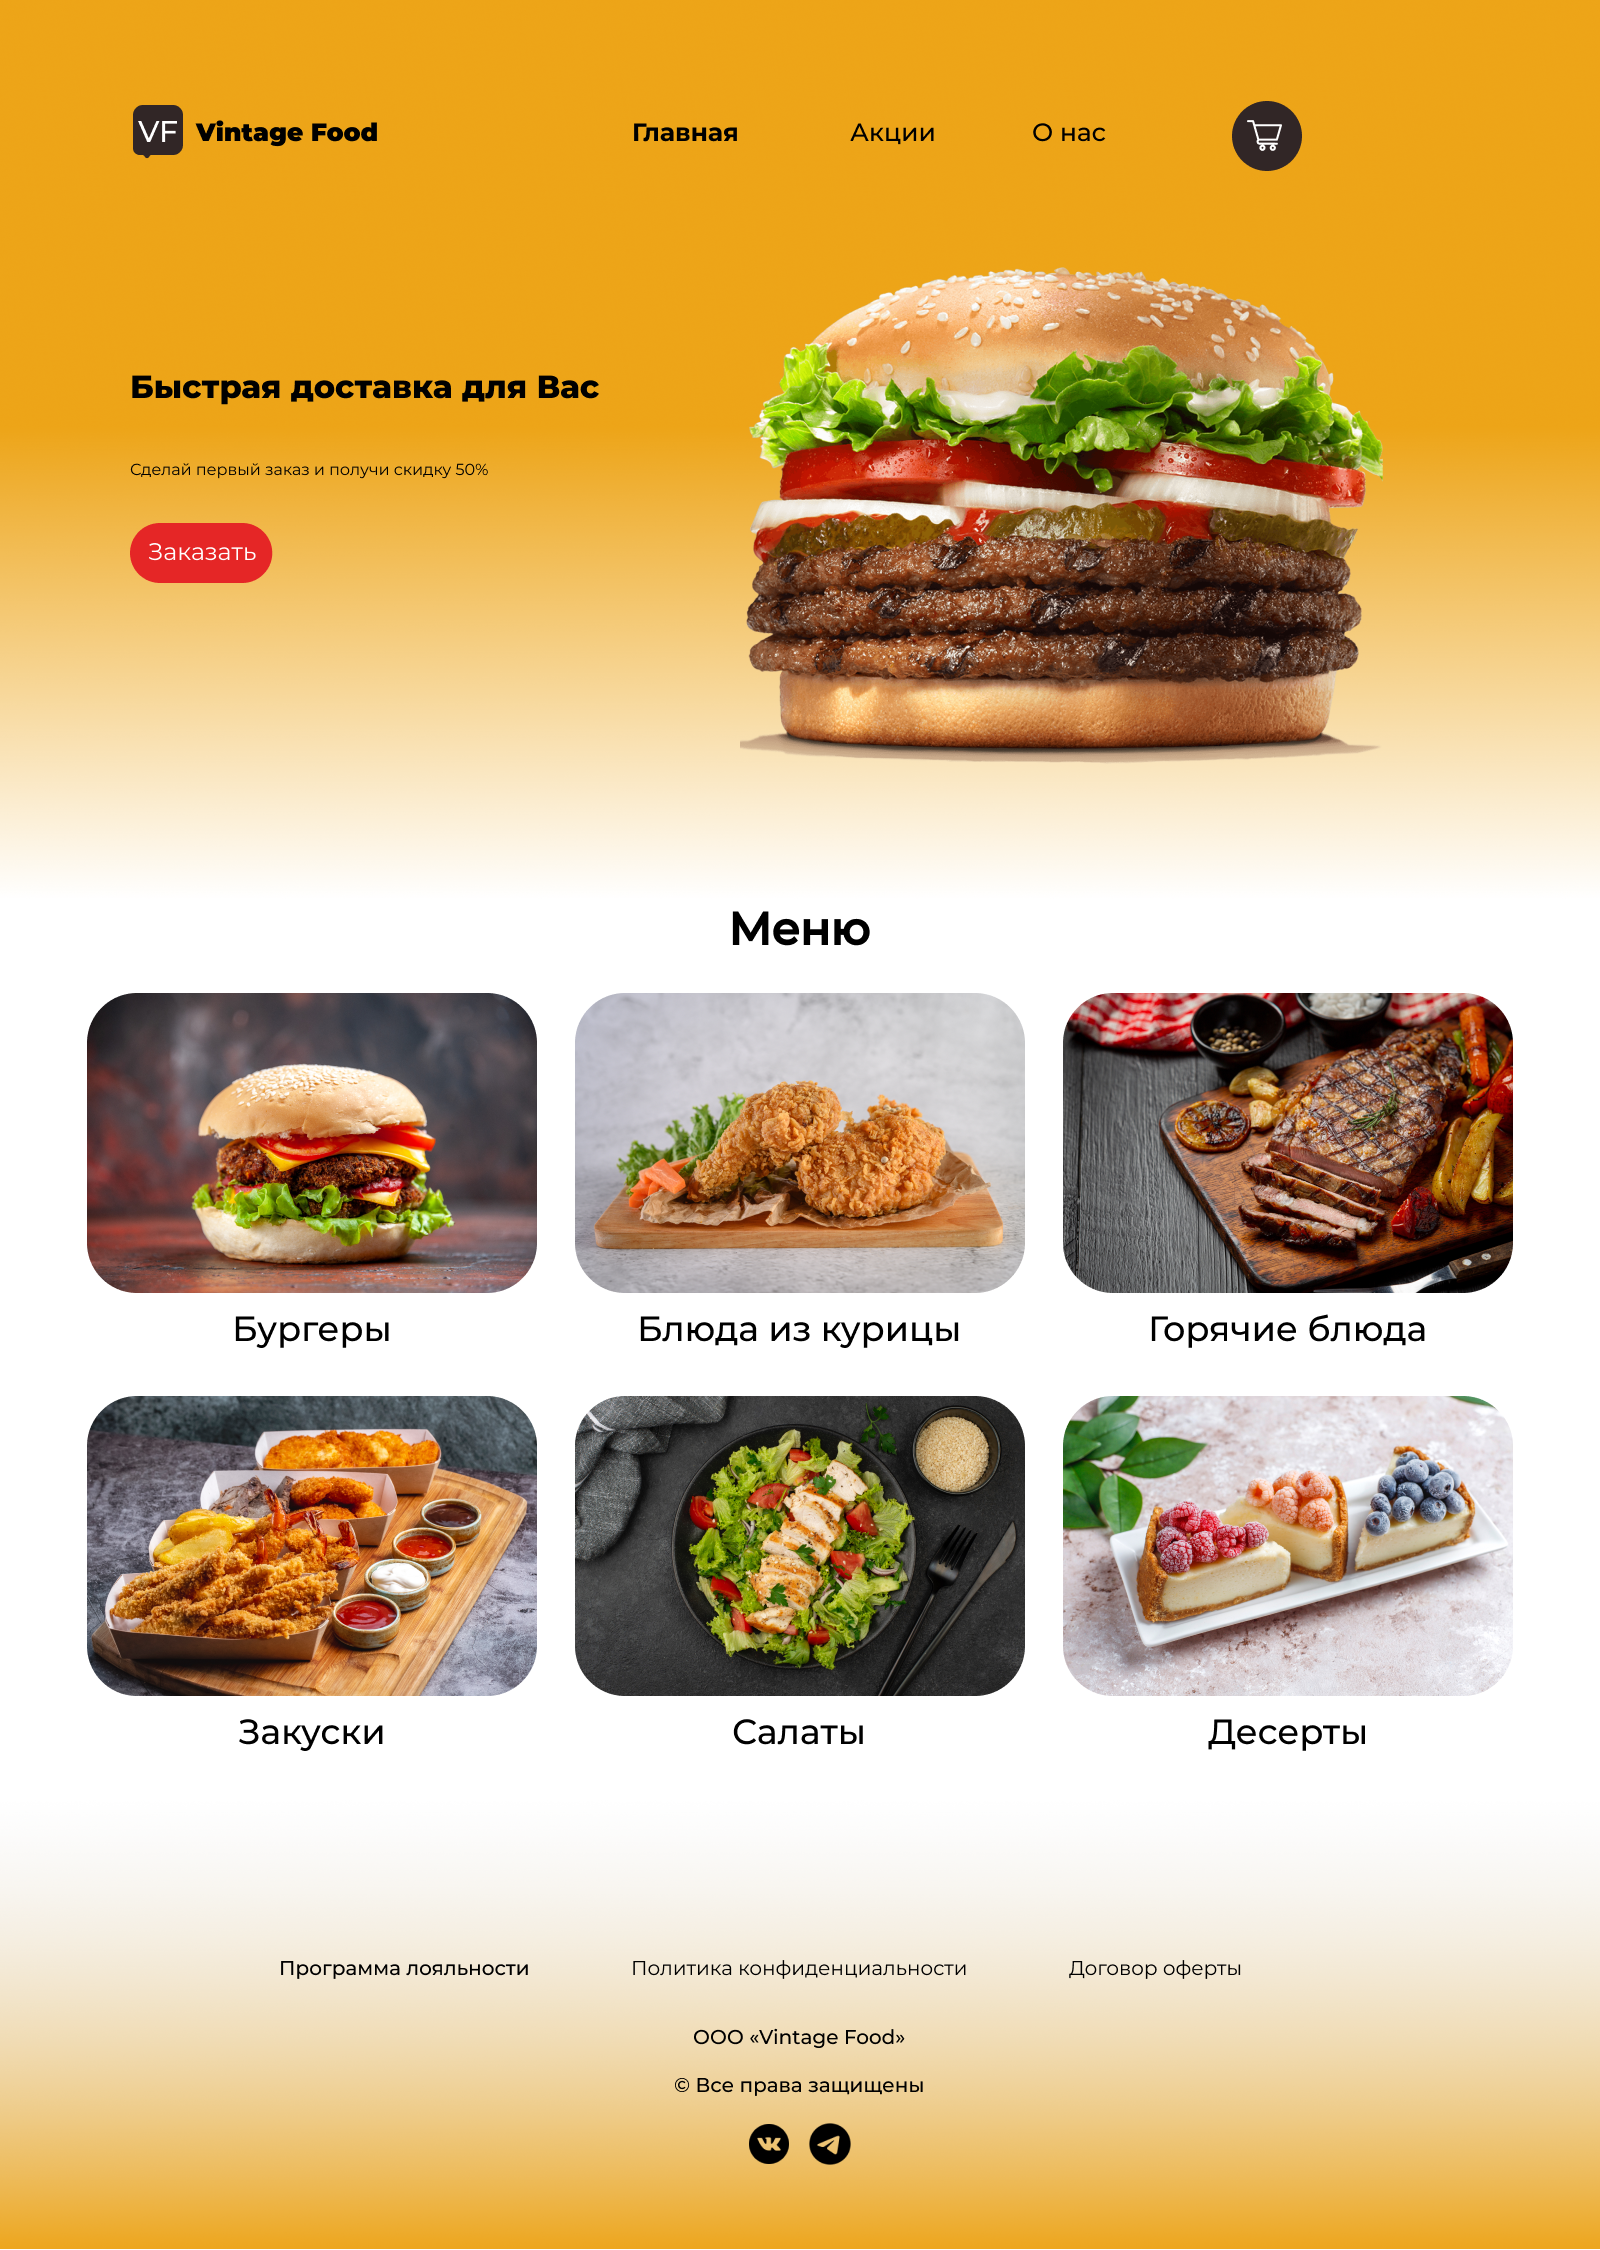 VF Vintage Food
Главная
Акции
О нас
Быстрая доставка для Вас
Сделай первый заказ и получи скидку 50%
Заказать
Меню
Бургеры
Блюда из курицы
Горячие блюда
Закуски
Салаты
Десерты
Программа лояльности
Политика конфиденциальности
Договор оферты
ООО «Vintage Food»
© Все права защищены